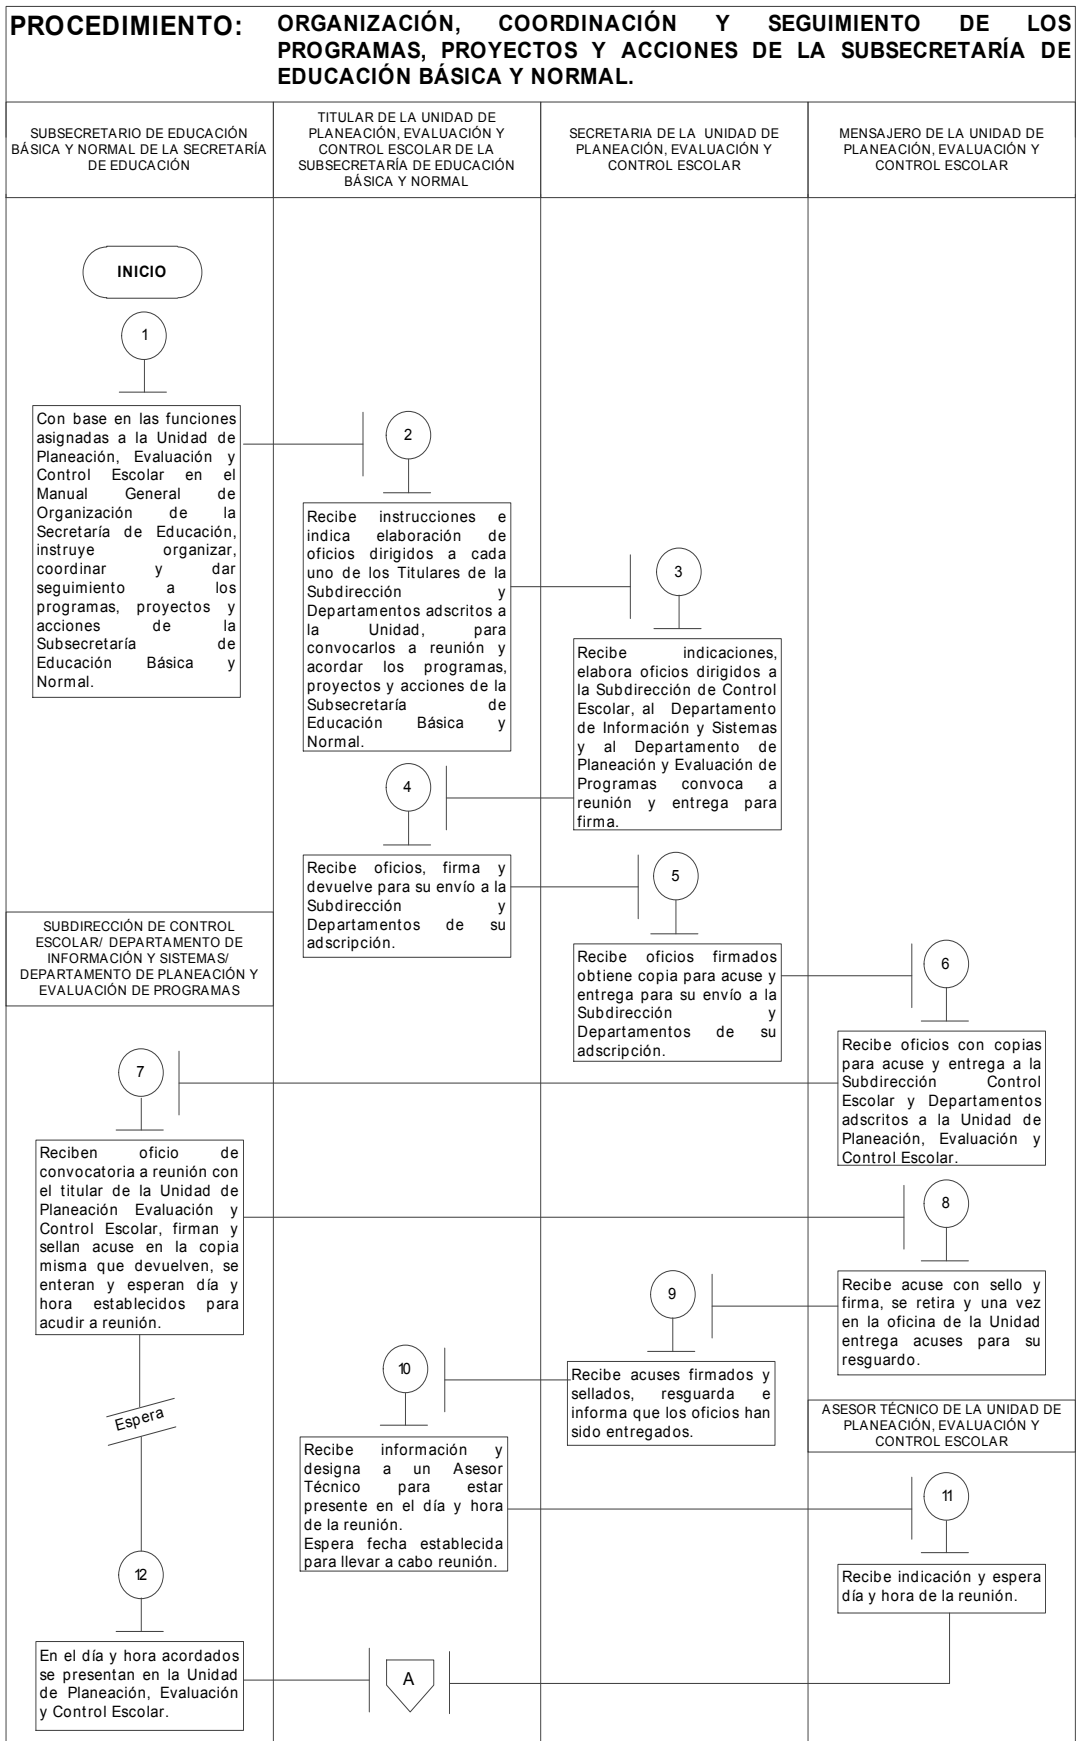 PROCEDIMIENTO:
ORGANIZACIÓN, COORDINACIÓN Y SEGUIMIENTO DE LOS
PROGRAMAS, PROYECTOS Y ACCIONES DE LA SUBSECRETARÍA DE
EDUCACIÓN BÁSICA Y NORMAL.
SUBSECRETARIO DE EDUCACIÓN
BÁSICA Y NORMAL DE LA SECRETARÍA
DE EDUCACIÓN
TITULAR DE LA UNIDAD DE
PLANEACIÓN, EVALUACIÓN Y
CONTROL ESCOLAR DE LA
SUBSECRETARÍA DE EDUCACIÓN
BÁSICA Y NORMAL
SECRETARIA DE LA UNIDAD DE
PLANEACIÓN, EVALUACIÓN Y
CONTROL ESCOLAR
MENSAJERO DE LA UNIDAD DE
PLANEACIÓN, EVALUACIÓN Y
CONTROL ESCOLAR
INICIO
1
Con base en las funciones
asignadas a la Unidad de
Planeación, Evaluación y
Control Escolar en el
Manual General de
Organización de la
Secretaría de Educación,
instruye organizar,
coordinar y dar
seguimiento a los
programas, proyectos y
acciones de la
Subsecretaría de
Educación Básica y
Normal.
2
Recibe instrucciones e
indica elaboración de
oficios dirigidos a cada
uno de los Titulares de la
Subdirección y
Departamentos adscritos a
la Unidad, para
convocarlos a reunión y
acordar los programas,
proyectos y acciones de la
Subsecretaría de
Educación Básica y
Normal.
3
Recibe indicaciones,
elabora oficios dirigidos a
la Subdirección de Control
Escolar, al Departamento
de Información y Sistemas
y al Departamento de
Planeación y Evaluación de
Programas convoca a
reunión y entrega para
firma.
4
Recibe oficios, firma y
devuelve para su envío a la
Subdirección y
Departamentos de su
adscripción.
5
Recibe oficios firmados
obtiene copia para acuse y
entrega para su envío a la
Subdirección y
Departamentos de su
adscripción.
6
Recibe oficios con copias
para acuse y entrega a la
Subdirección Control
Escolar y Departamentos
adscritos a la Unidad de
Planeación, Evaluación y
Control Escolar.
SUBDIRECCIÓN DE CONTROL
ESCOLAR/ DEPARTAMENTO DE
INFORMACIÓN Y SISTEMAS/
DEPARTAMENTO DE PLANEACIÓN Y
EVALUACIÓN DE PROGRAMAS
7
Reciben oficio de
convocatoria a reunión con
el titular de la Unidad de
Planeación Evaluación y
Control Escolar, firman y
sellan acuse en la copia
misma que devuelven, se
enteran y esperan día y
hora establecidos para
acudir a reunión.
8
Recibe acuse con sello y
firma, se retira y una vez
en la oficina de la Unidad
entrega acuses para su
resguardo.
9
Recibe acuses firmados y
sellados, resguarda e
informa que los oficios han
sido entregados.
10
Recibe información y
designa a un Asesor
Técnico para estar
presente en el día y hora
de la reunión.
Espera fecha establecida
para llevar a cabo reunión.
ASESOR TÉCNICO DE LA UNIDAD DE
PLANEACIÓN, EVALUACIÓN Y
CONTROL ESCOLAR
11
Recibe indicación y espera
día y hora de la reunión.
Espera
12
En el día y hora acordados
se presentan en la Unidad
de Planeación, Evaluación
y Control Escolar.
A